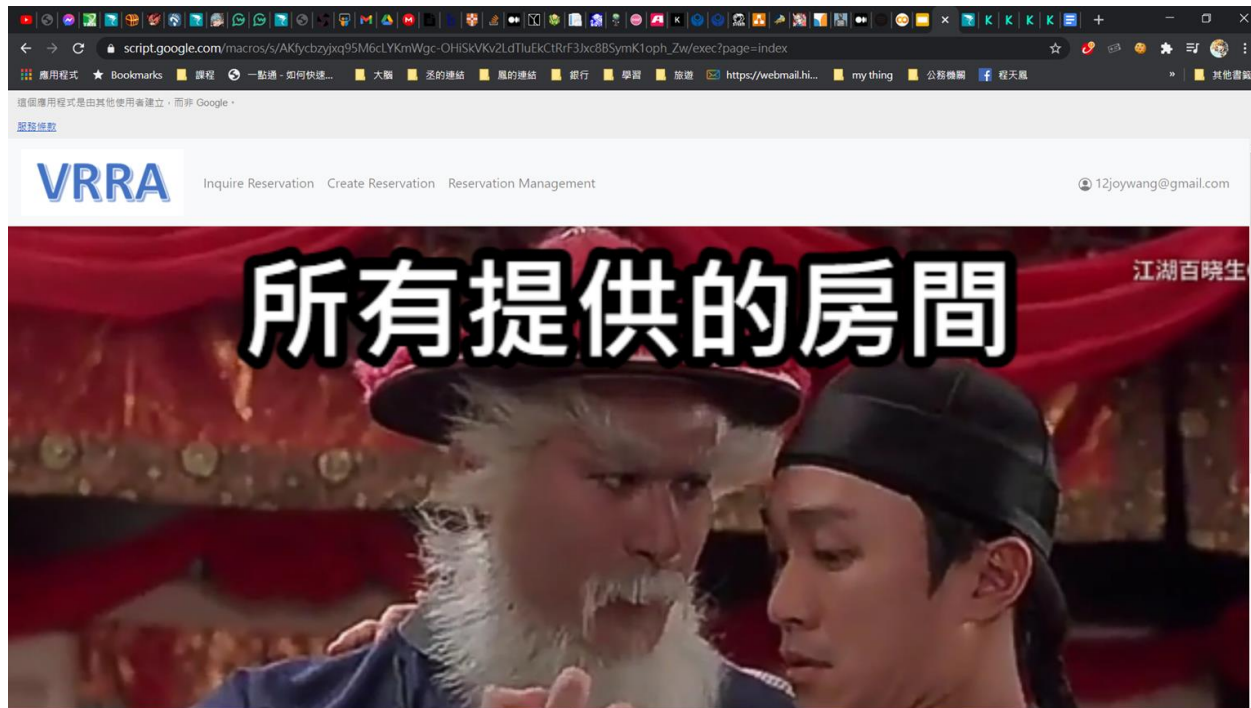 script.google.com/macros/s/AKfycbzyjxq95M6cLYKmWgc-OHiSkVKv2LdTIuEkCtRrF3Jxc8BSymK1oph_Zw/exec?page=index
應用程式 Bookmarks 課程 一點通 - 如何快速... 大腦 丞的連結 鳳的連結 銀行 學習 旅遊 https://webmail.hi... my thing 公務機關 程天鳳 » 其他書籤
這個應用程式是由其他使用者建立，而非 Google。
服務條款
VRRA Inquire Reservation Create Reservation Reservation Management 12joywang@gmail.com
所有提供的房間
江湖百晓生